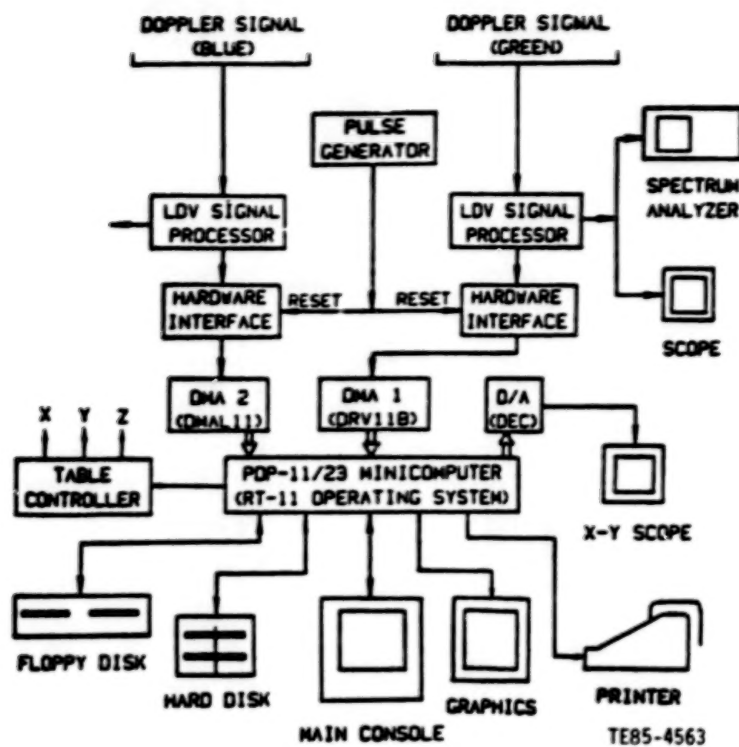 DOPPLER SIGNAL
(BLUE)
DOPPLER SIGNAL
(GREEN)
PULSE
GENERATOR
SPECTRUM
ANALYZER
LDV SIGNAL
PROCESSOR
LDV SIGNAL
PROCESSOR
HARDWARE
INTERFACE
RESET
RESET
HARDWARE
INTERFACE
SCOPE
X Y Z
DMA 2
(DMAL11)
DMA 1
(DRV11B)
D/A
(DEC)
TABLE
CONTROLLER
PDP-11/23 MINICOMPUTER
(RT-11 OPERATING SYSTEM)
X-Y SCOPE
FLOPPY DISK
HARD DISK
MAIN CONSOLE
GRAPHICS
PRINTER
TE85-4563